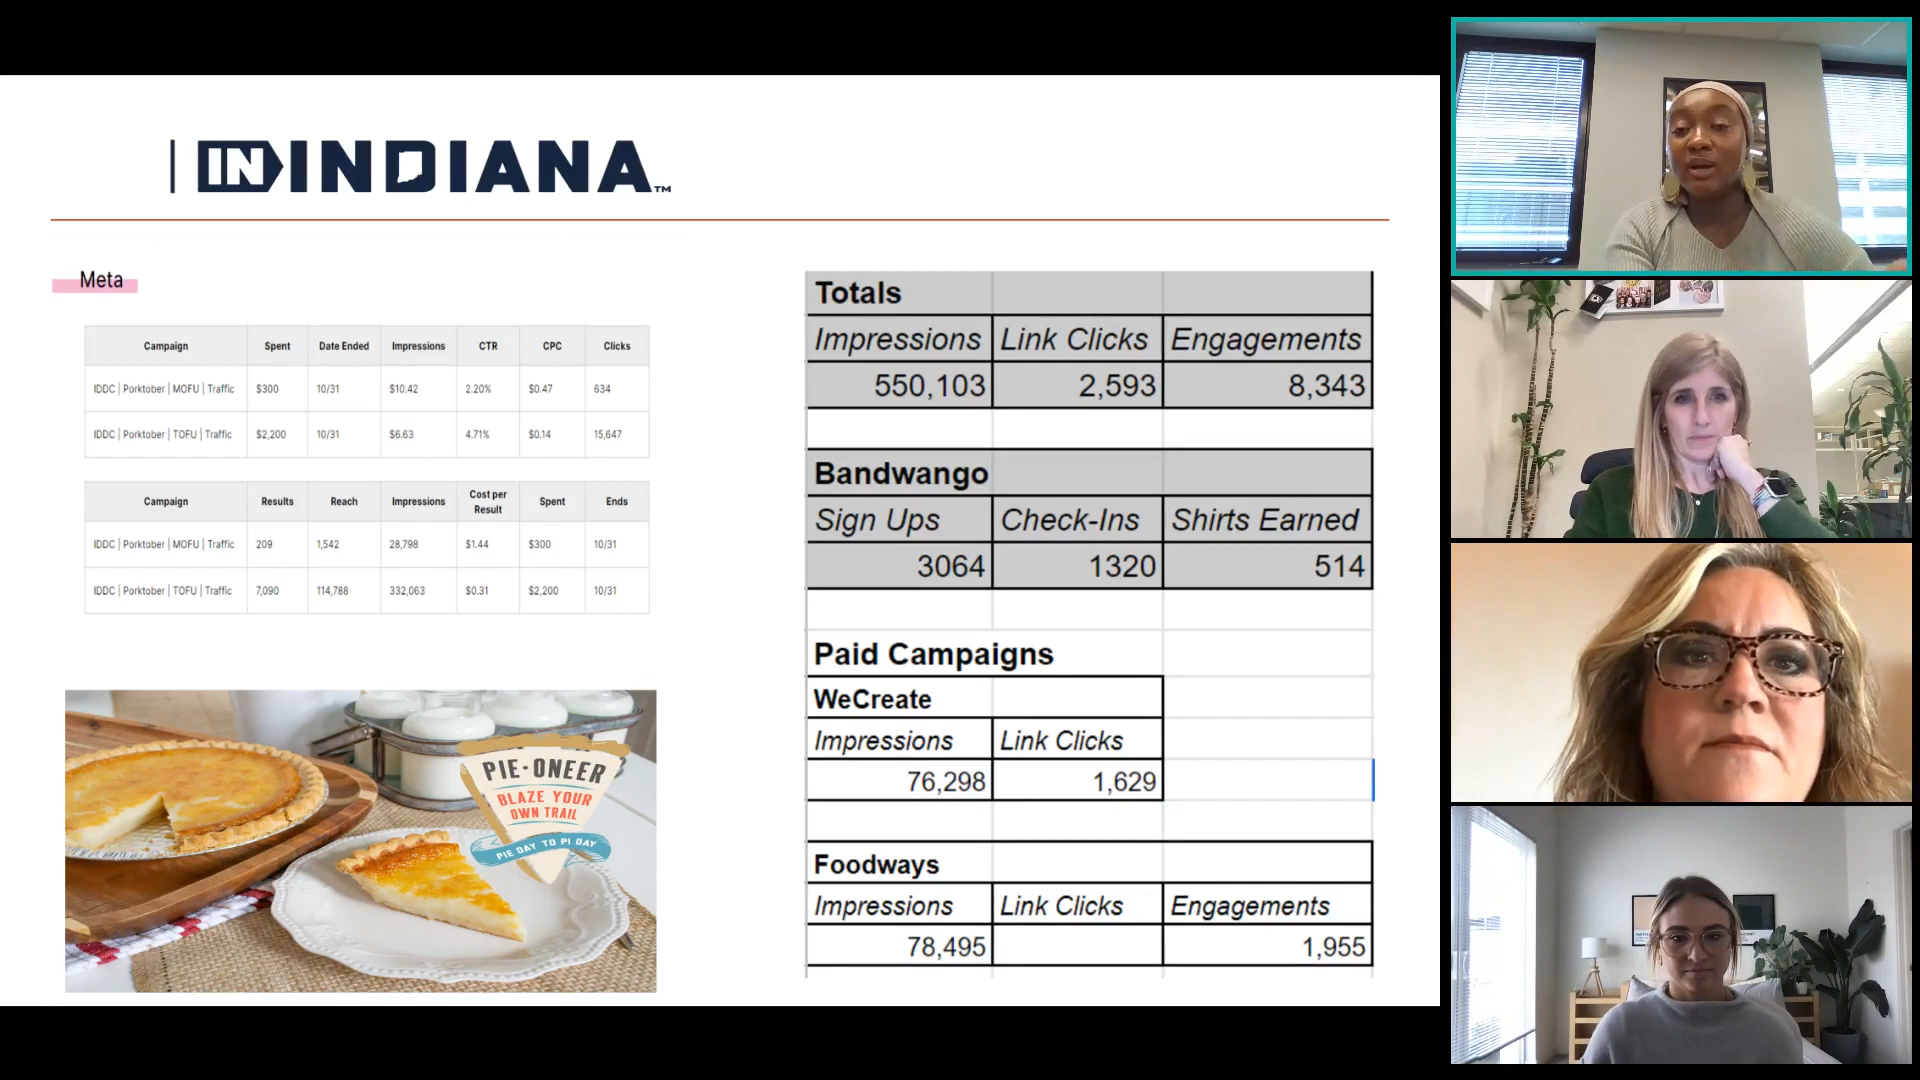 IN INDIANA™
Meta
Campaign Spent Date Ended Impressions CTR CPC Clicks
IDDC | Porktober | MOFU | Traffic $300 10/31 $10.42 2.20% $0.47 634
IDDC | Porktober | TOFU | Traffic $2,200 10/31 $6.63 4.71% $0.14 15,647
Campaign Results Reach Impressions Cost per Result Spent Ends
IDDC | Porktober | MOFU | Traffic 209 1,542 28,798 $1.44 $300 10/31
IDDC | Porktober | TOFU | Traffic 7,090 114,788 332,063 $0.31 $2,200 10/31
PIE-ONEER
BLAZE YOUR
OWN TRAIL
PIE DAY TO PI DAY
Totals
Impressions Link Clicks Engagements
550,103 2,593 8,343
Bandwango
Sign Ups Check-Ins Shirts Earned
3064 1320 514
Paid Campaigns
WeCreate
Impressions Link Clicks
76,298 1,629
Foodways
Impressions Link Clicks Engagements
78,495 1,955